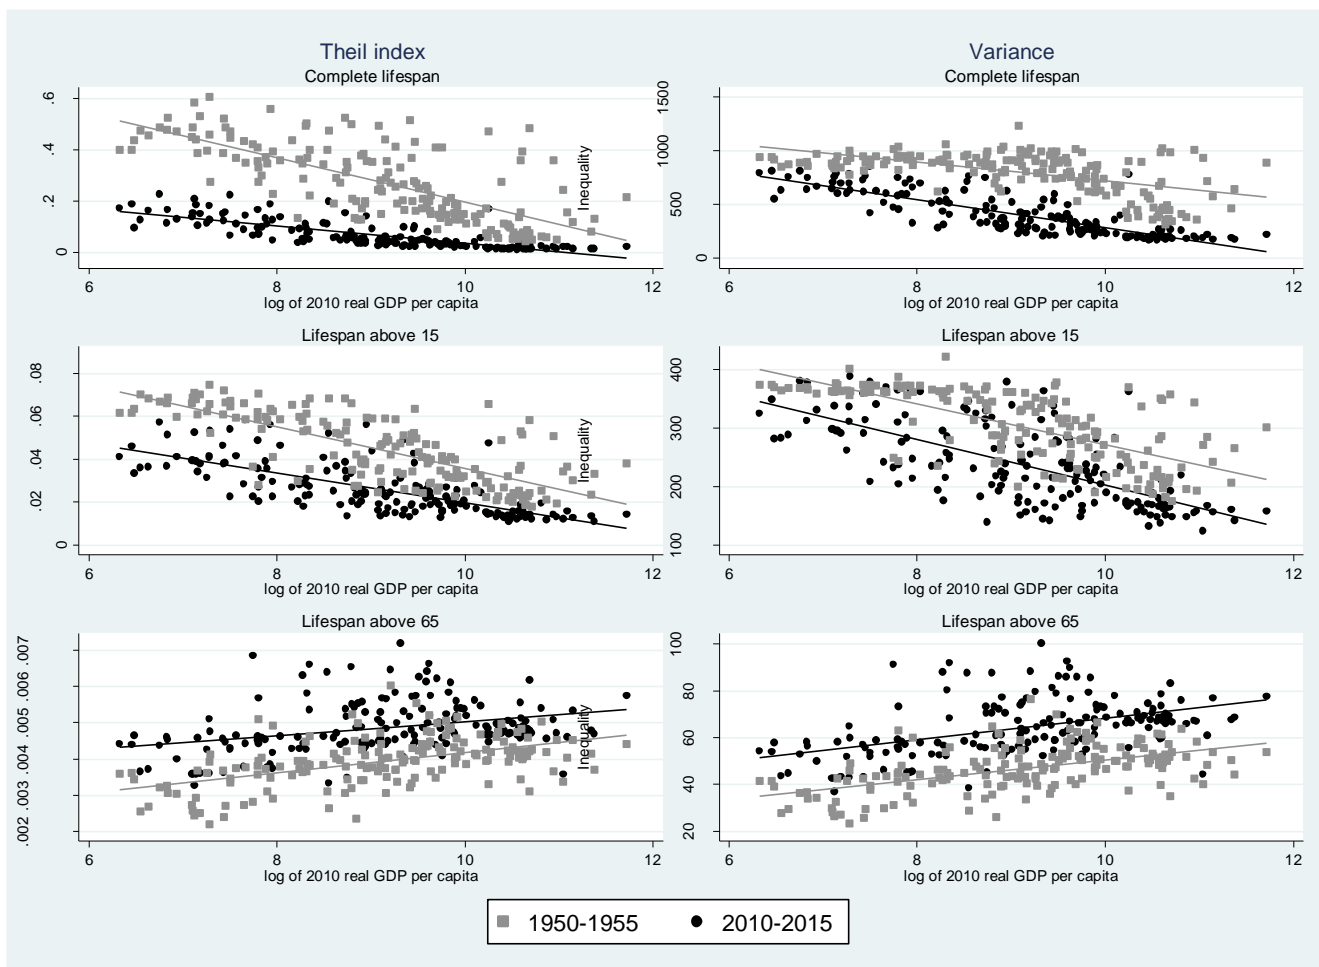 Theil index
Variance
Complete lifespan
Complete lifespan
.6
.4
.2
0
Inequality
1500
1000
500
0
6 8 10 12
6 8 10 12
log of 2010 real GDP per capita
log of 2010 real GDP per capita
Lifespan above 15
Lifespan above 15
.08
.06
.04
.02
0
Inequality
400
300
200
100
6 8 10 12
6 8 10 12
log of 2010 real GDP per capita
log of 2010 real GDP per capita
Lifespan above 65
Lifespan above 65
.002 .003 .004 .005 .006 .007
Inequality
100
80
60
40
20
6 8 10 12
6 8 10 12
log of 2010 real GDP per capita
log of 2010 real GDP per capita
1950-1955 2010-2015